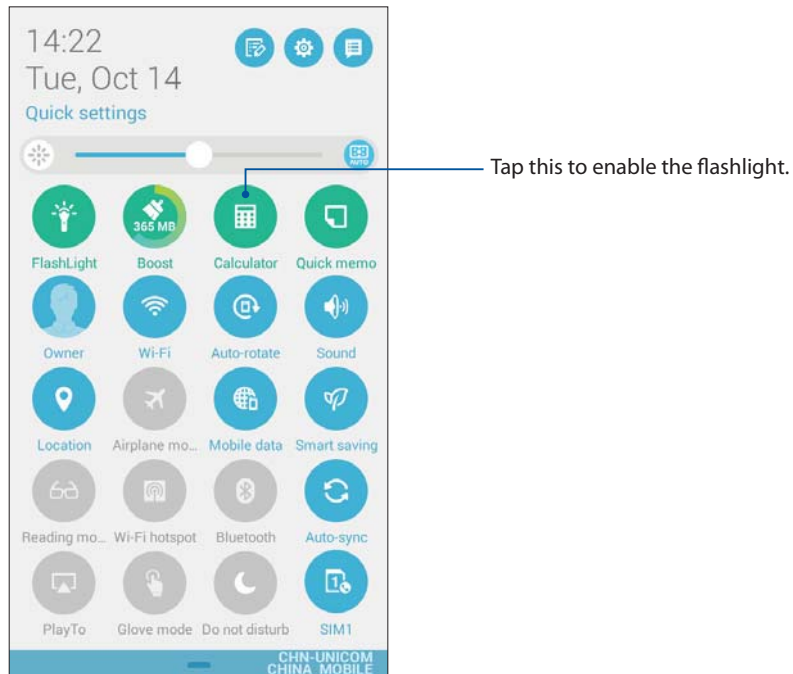 14:22
Tue, Oct 14
Quick settings
AUTO
Tap this to enable the flashlight.
365 MB
FlashLight Boost Calculator Quick memo
Owner Wi-Fi Auto-rotate Sound
Location Airplane mo... Mobile data Smart saving
Reading mo... Wi-Fi hotspot Bluetooth Auto-sync
1
PlayTo Glove mode Do not disturb SIM1
CHN-UNICOM
CHINA MOBILE